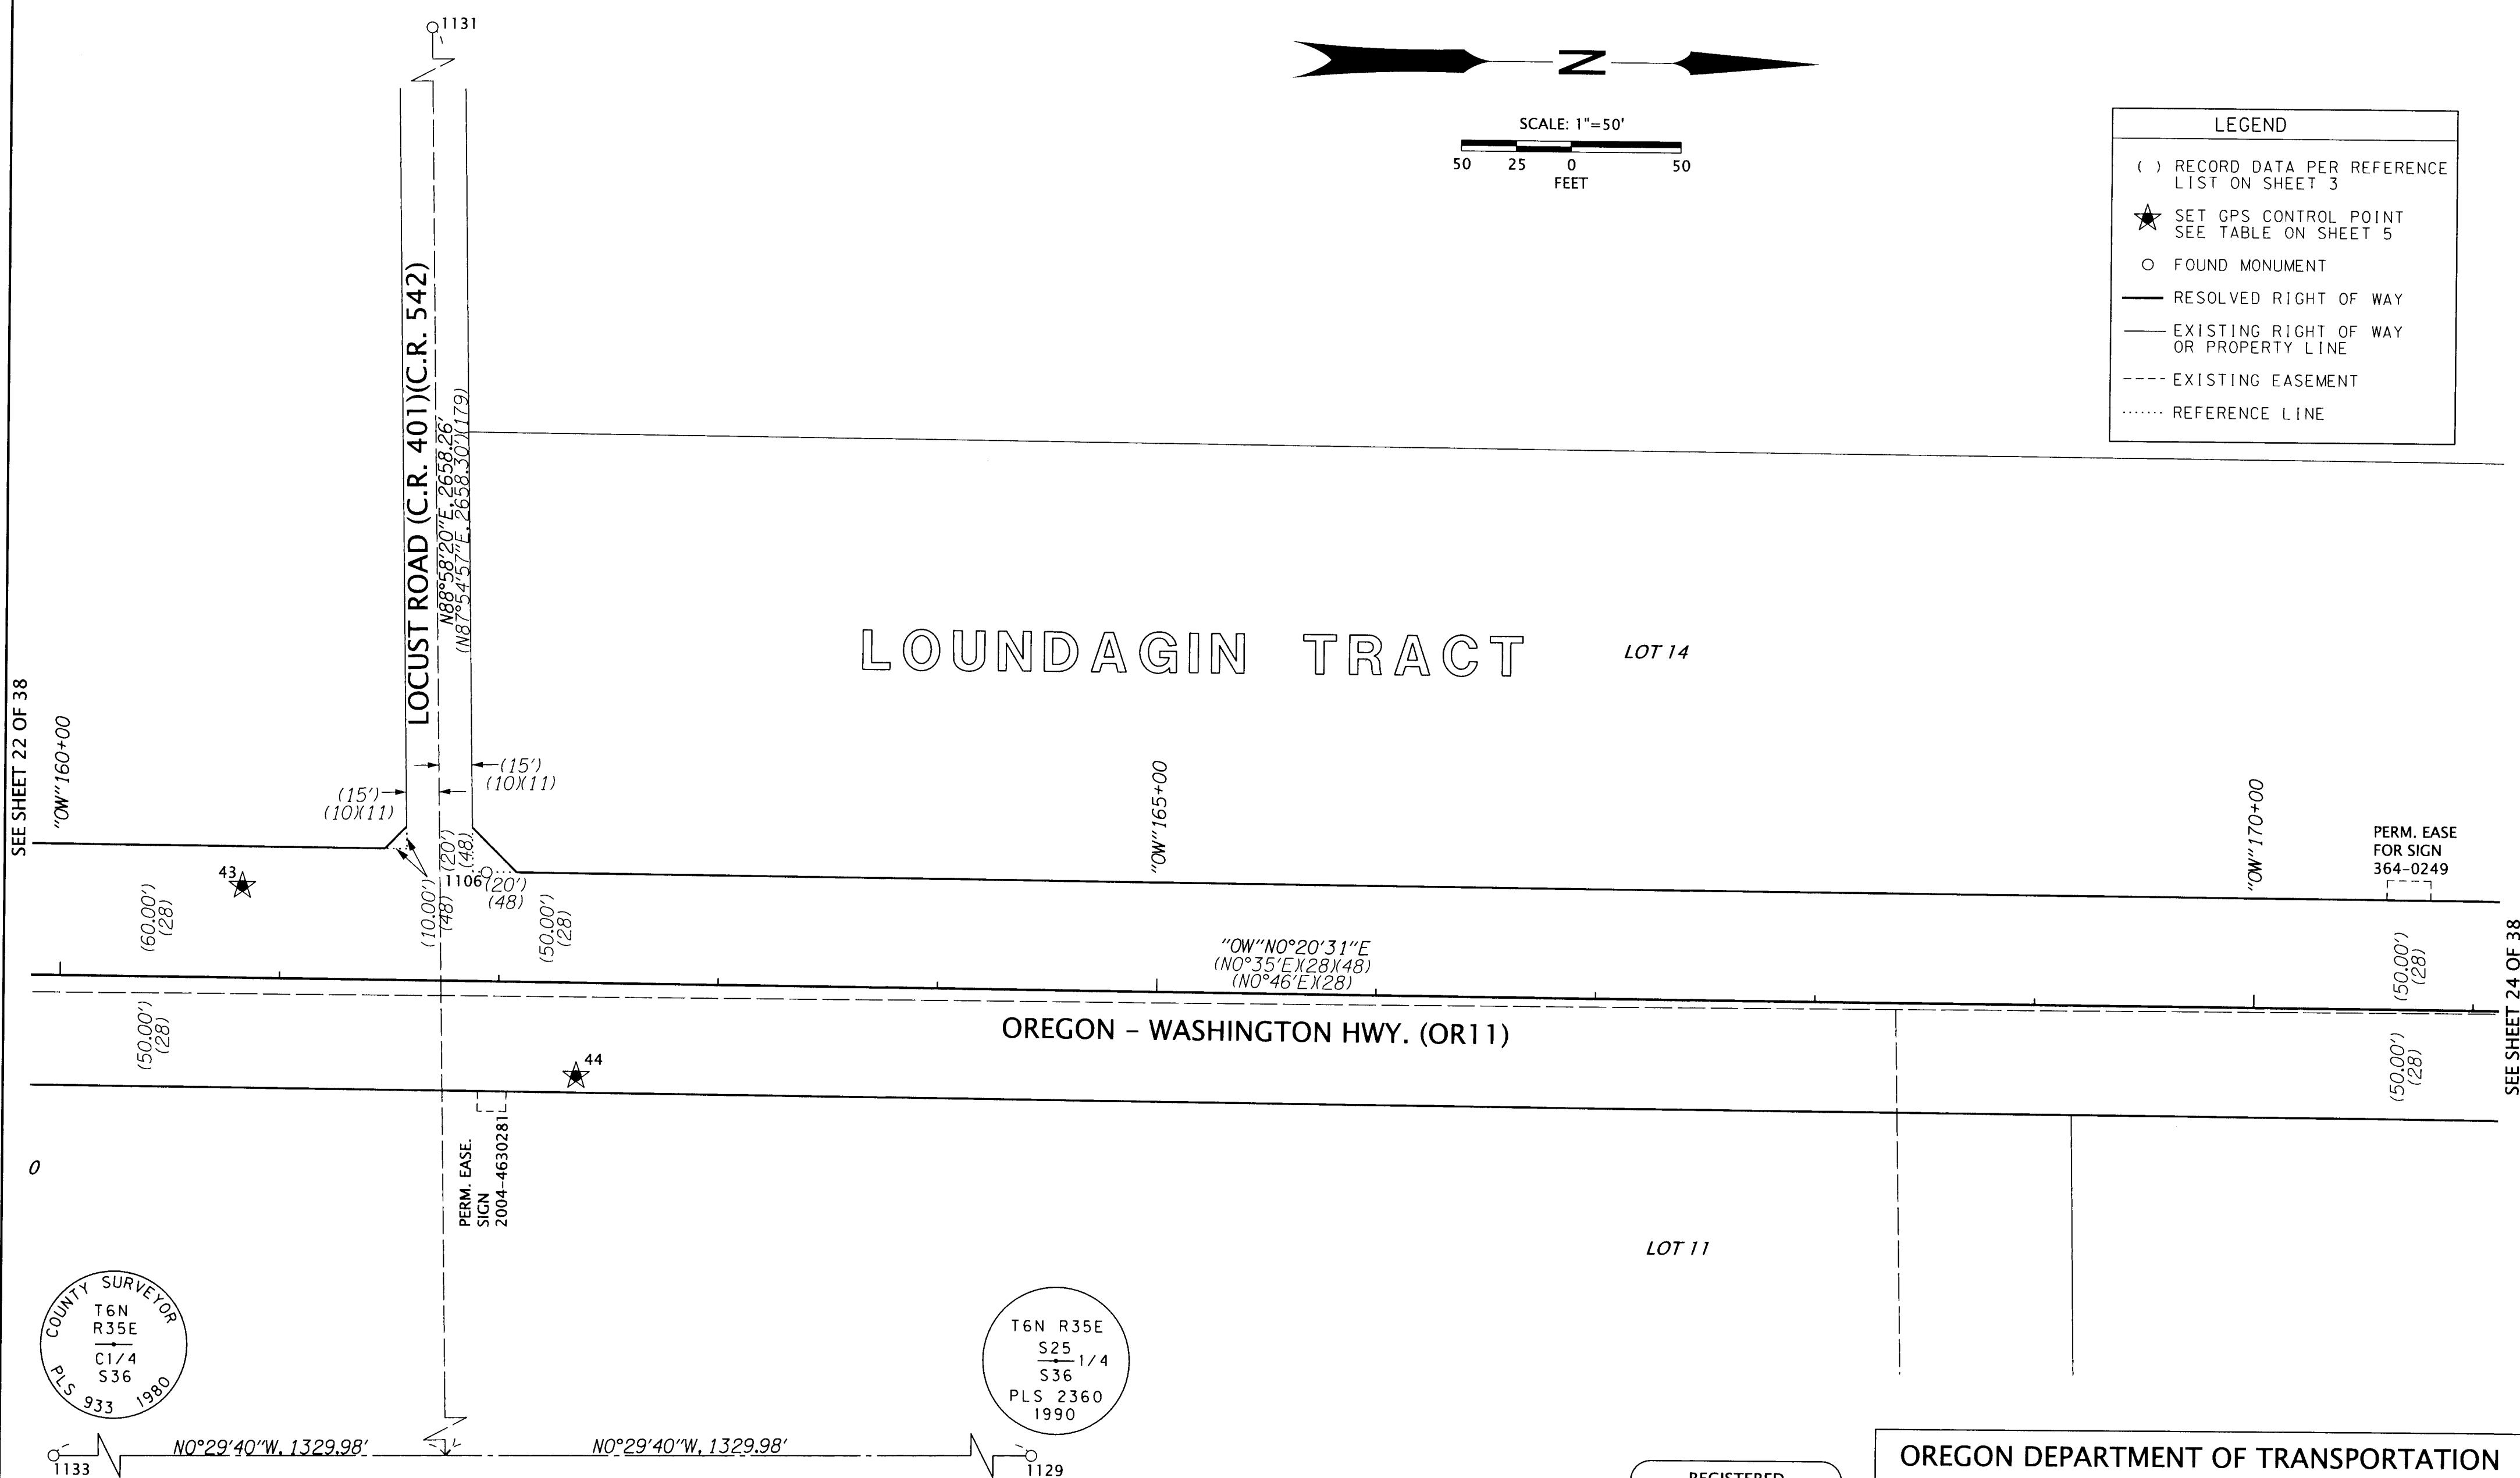 1131
N
SCALE: 1"=50'
50 25 0 50
FEET
LEGEND
( ) RECORD DATA PER REFERENCE
LIST ON SHEET 3
SET GPS CONTROL POINT
SEE TABLE ON SHEET 5
FOUND MONUMENT
RESOLVED RIGHT OF WAY
EXISTING RIGHT OF WAY
OR PROPERTY LINE
EXISTING EASEMENT
REFERENCE LINE
LOCUST ROAD (C.R. 401)(C.R. 542)
N88°58'20"E, 2658.26'
(N87°54'57"E, 2658.30')(179)
LOUNDAGIN TRACT
LOT 14
SEE SHEET 22 OF 38
"OW"160+00
(15')
(10)(11)
(15')
(10)(11)
"OW"165+00
"OW"170+00
PERM. EASE
FOR SIGN
364-0249
43
1106
(20')
(48)
(20')
(48)
(10.00')
(48)
(60.00')
(28)
(50.00')
(28)
"OW"N0°20'31"E
(N0°35'E)(28)(48)
(N0°46'E)(28)
(50.00')
(28)
SEE SHEET 24 OF 38
(50.00')
(28)
OREGON - WASHINGTON HWY. (OR11)
(50.00')
(28)
44
PERM. EASE.
SIGN
2004-4630281
0
LOT 11
COUNTY SURVEYOR
T6N
R35E
C1/4
S36
PLS 933 1980
T6N R35E
S25
1/4
S36
PLS 2360
1990
N0°29'40"W, 1329.98'
N0°29'40"W, 1329.98'
1133
1129
REGISTERED
OREGON DEPARTMENT OF TRANSPORTATION